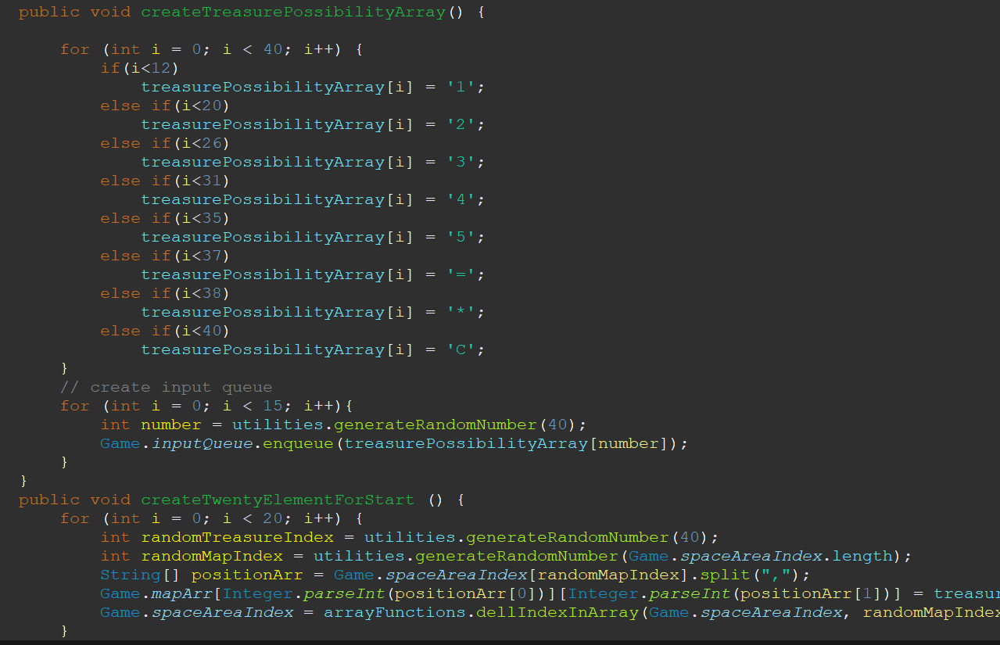 public void createTreasurePossibilityArray() {
for (int i = 0; i < 40; i++) {
if(i<12)
treasurePossibilityArray[i] = '1';
else if(i<20)
treasurePossibilityArray[i] = '2';
else if(i<26)
treasurePossibilityArray[i] = '3';
else if(i<31)
treasurePossibilityArray[i] = '4';
else if(i<35)
treasurePossibilityArray[i] = '5';
else if(i<37)
treasurePossibilityArray[i] = '=';
else if(i<38)
treasurePossibilityArray[i] = '*';
else if(i<40)
treasurePossibilityArray[i] = 'C';
}
// create input queue
for (int i = 0; i < 15; i++){
int number = utilities.generateRandomNumber(40);
Game.inputQueue.enqueue(treasurePossibilityArray[number]);
}
}
public void createTwentyElementForStart () {
for (int i = 0; i < 20; i++) {
int randomTreasureIndex = utilities.generateRandomNumber(40);
int randomMapIndex = utilities.generateRandomNumber(Game.spaceAreaIndex.length);
String[] positionArr = Game.spaceAreaIndex[randomMapIndex].split(",");
Game.mapArr[Integer.parseInt(positionArr[0])][Integer.parseInt(positionArr[1])] = treasur
Game.spaceAreaIndex = arrayFunctions.dellIndexInArray(Game.spaceAreaIndex, randomMapIndex
}